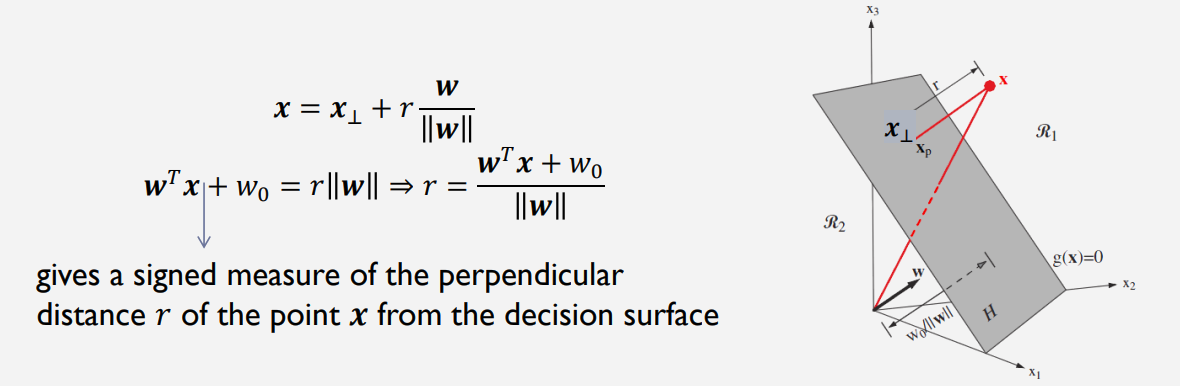 𝒙 = 𝒙⊥ + r 𝒘/‖𝒘‖
𝒘ᵀ𝒙 + w₀ = r‖𝒘‖ ⇒ r = (𝒘ᵀ𝒙 + w₀)/‖𝒘‖
gives a signed measure of the perpendicular
distance r of the point 𝒙 from the decision surface
x₃
r
x
𝒙⊥
xₚ
ℛ₁
ℛ₂
w
g(x)=0
x₂
w₀/‖w‖
H
x₁